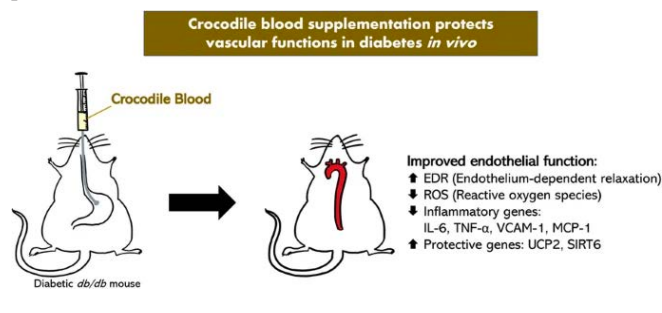 Crocodile blood supplementation protects
vascular functions in diabetes in vivo
Crocodile Blood
Diabetic db/db mouse
Improved endothelial function:
⬆ EDR (Endothelium-dependent relaxation)
⬇ ROS (Reactive oxygen species)
⬇ Inflammatory genes:
IL-6, TNF-α, VCAM-1, MCP-1
⬆ Protective genes: UCP2, SIRT6